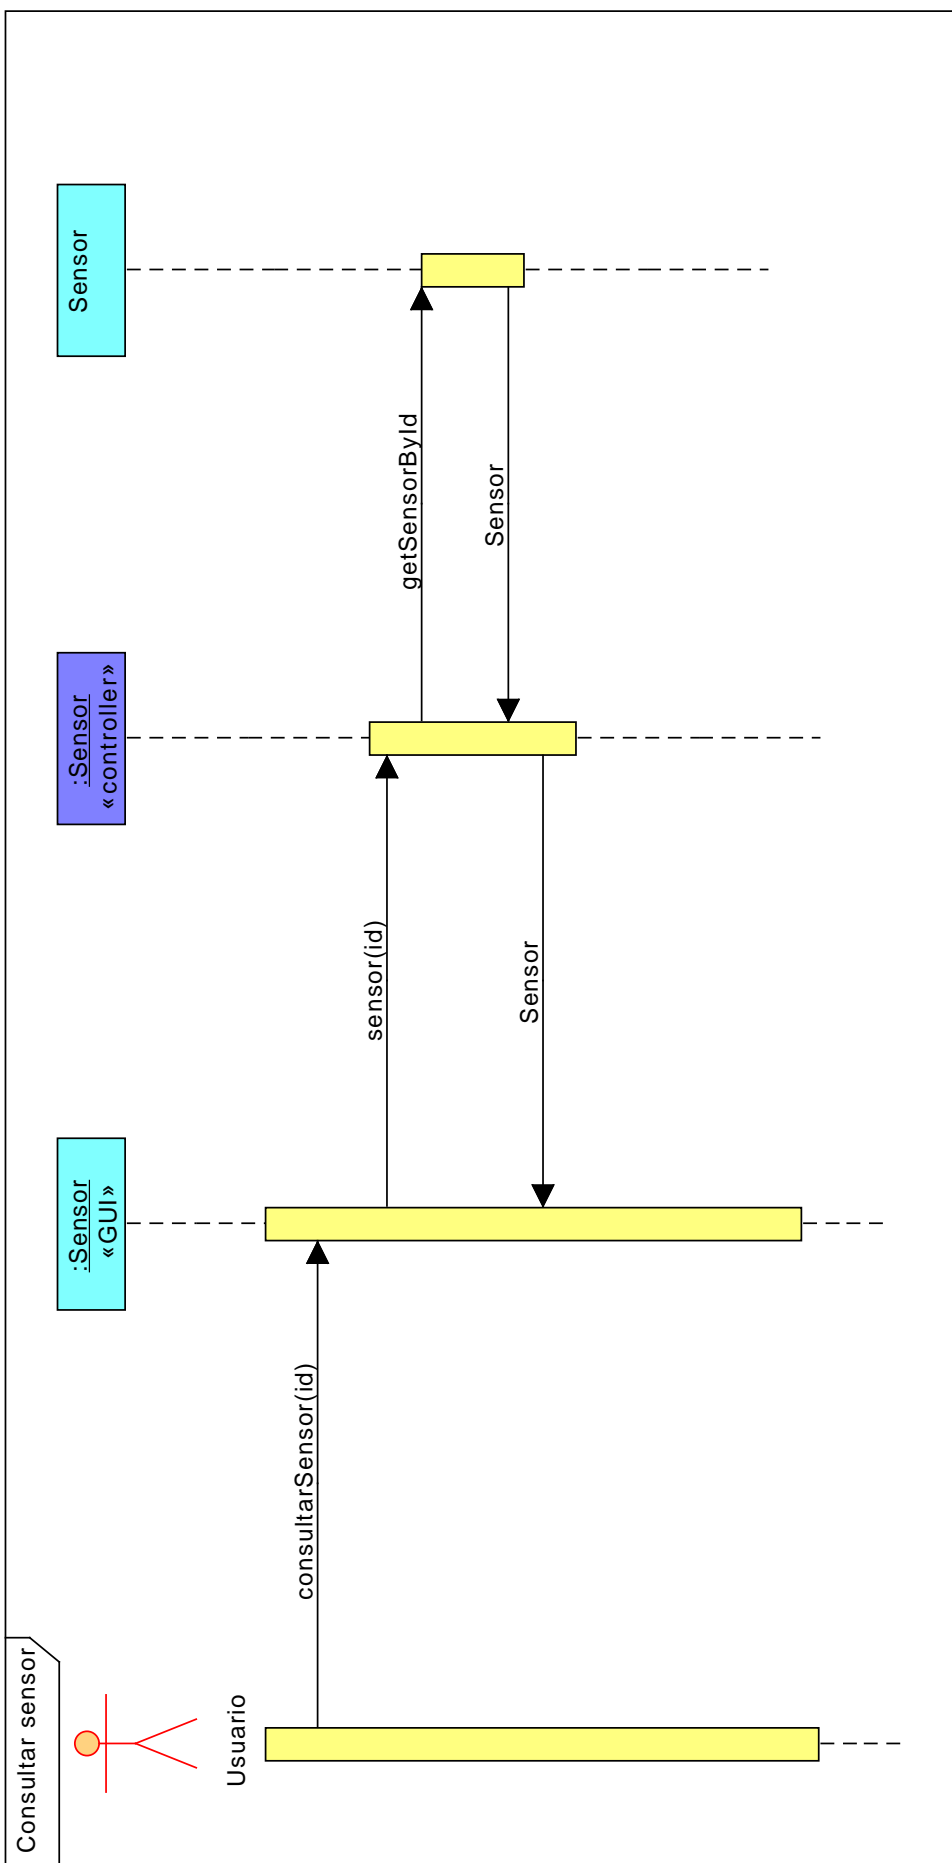 Consultar sensor
Usuario
:Sensor
«GUI»
:Sensor
«controller»
Sensor
consultarSensor(id)
sensor(id)
getSensorById
Sensor
Sensor